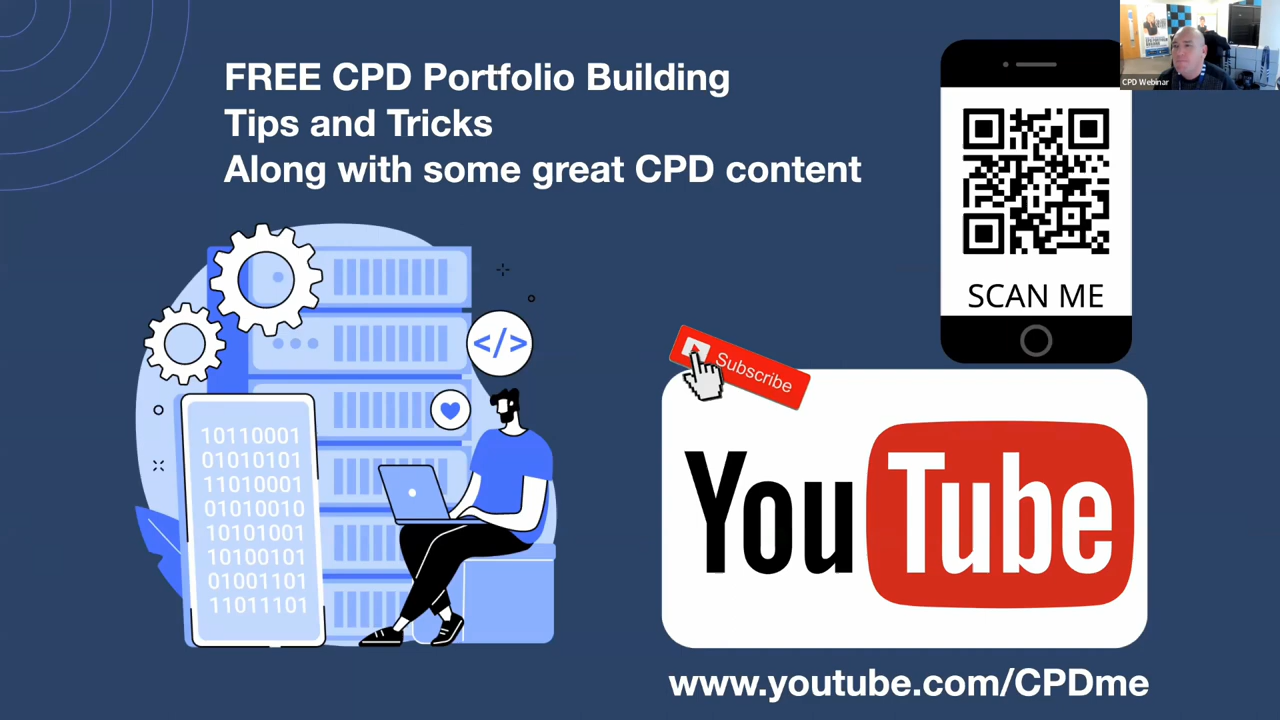 FREE CPD Portfolio Building
Tips and Tricks
Along with some great CPD content
CPD Webinar
SCAN ME
</>
10110001
01010101
11010001
01010010
10101001
10100101
01001101
11011101
Subscribe
YouTube
www.youtube.com/CPDme